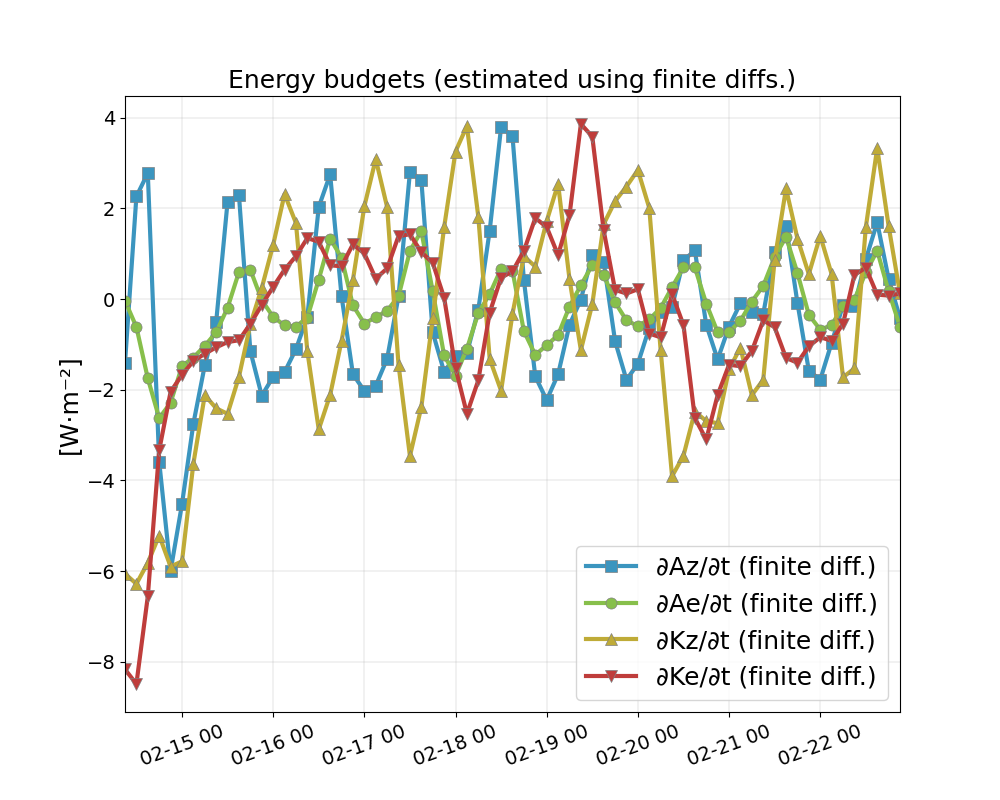 Energy budgets (estimated using finite diffs.)
4
2
0
−2
−4
−6
−8
[W·m⁻²]
∂Az/∂t (finite diff.)
∂Ae/∂t (finite diff.)
∂Kz/∂t (finite diff.)
∂Ke/∂t (finite diff.)
02-15 00
02-16 00
02-17 00
02-18 00
02-19 00
02-20 00
02-21 00
02-22 00